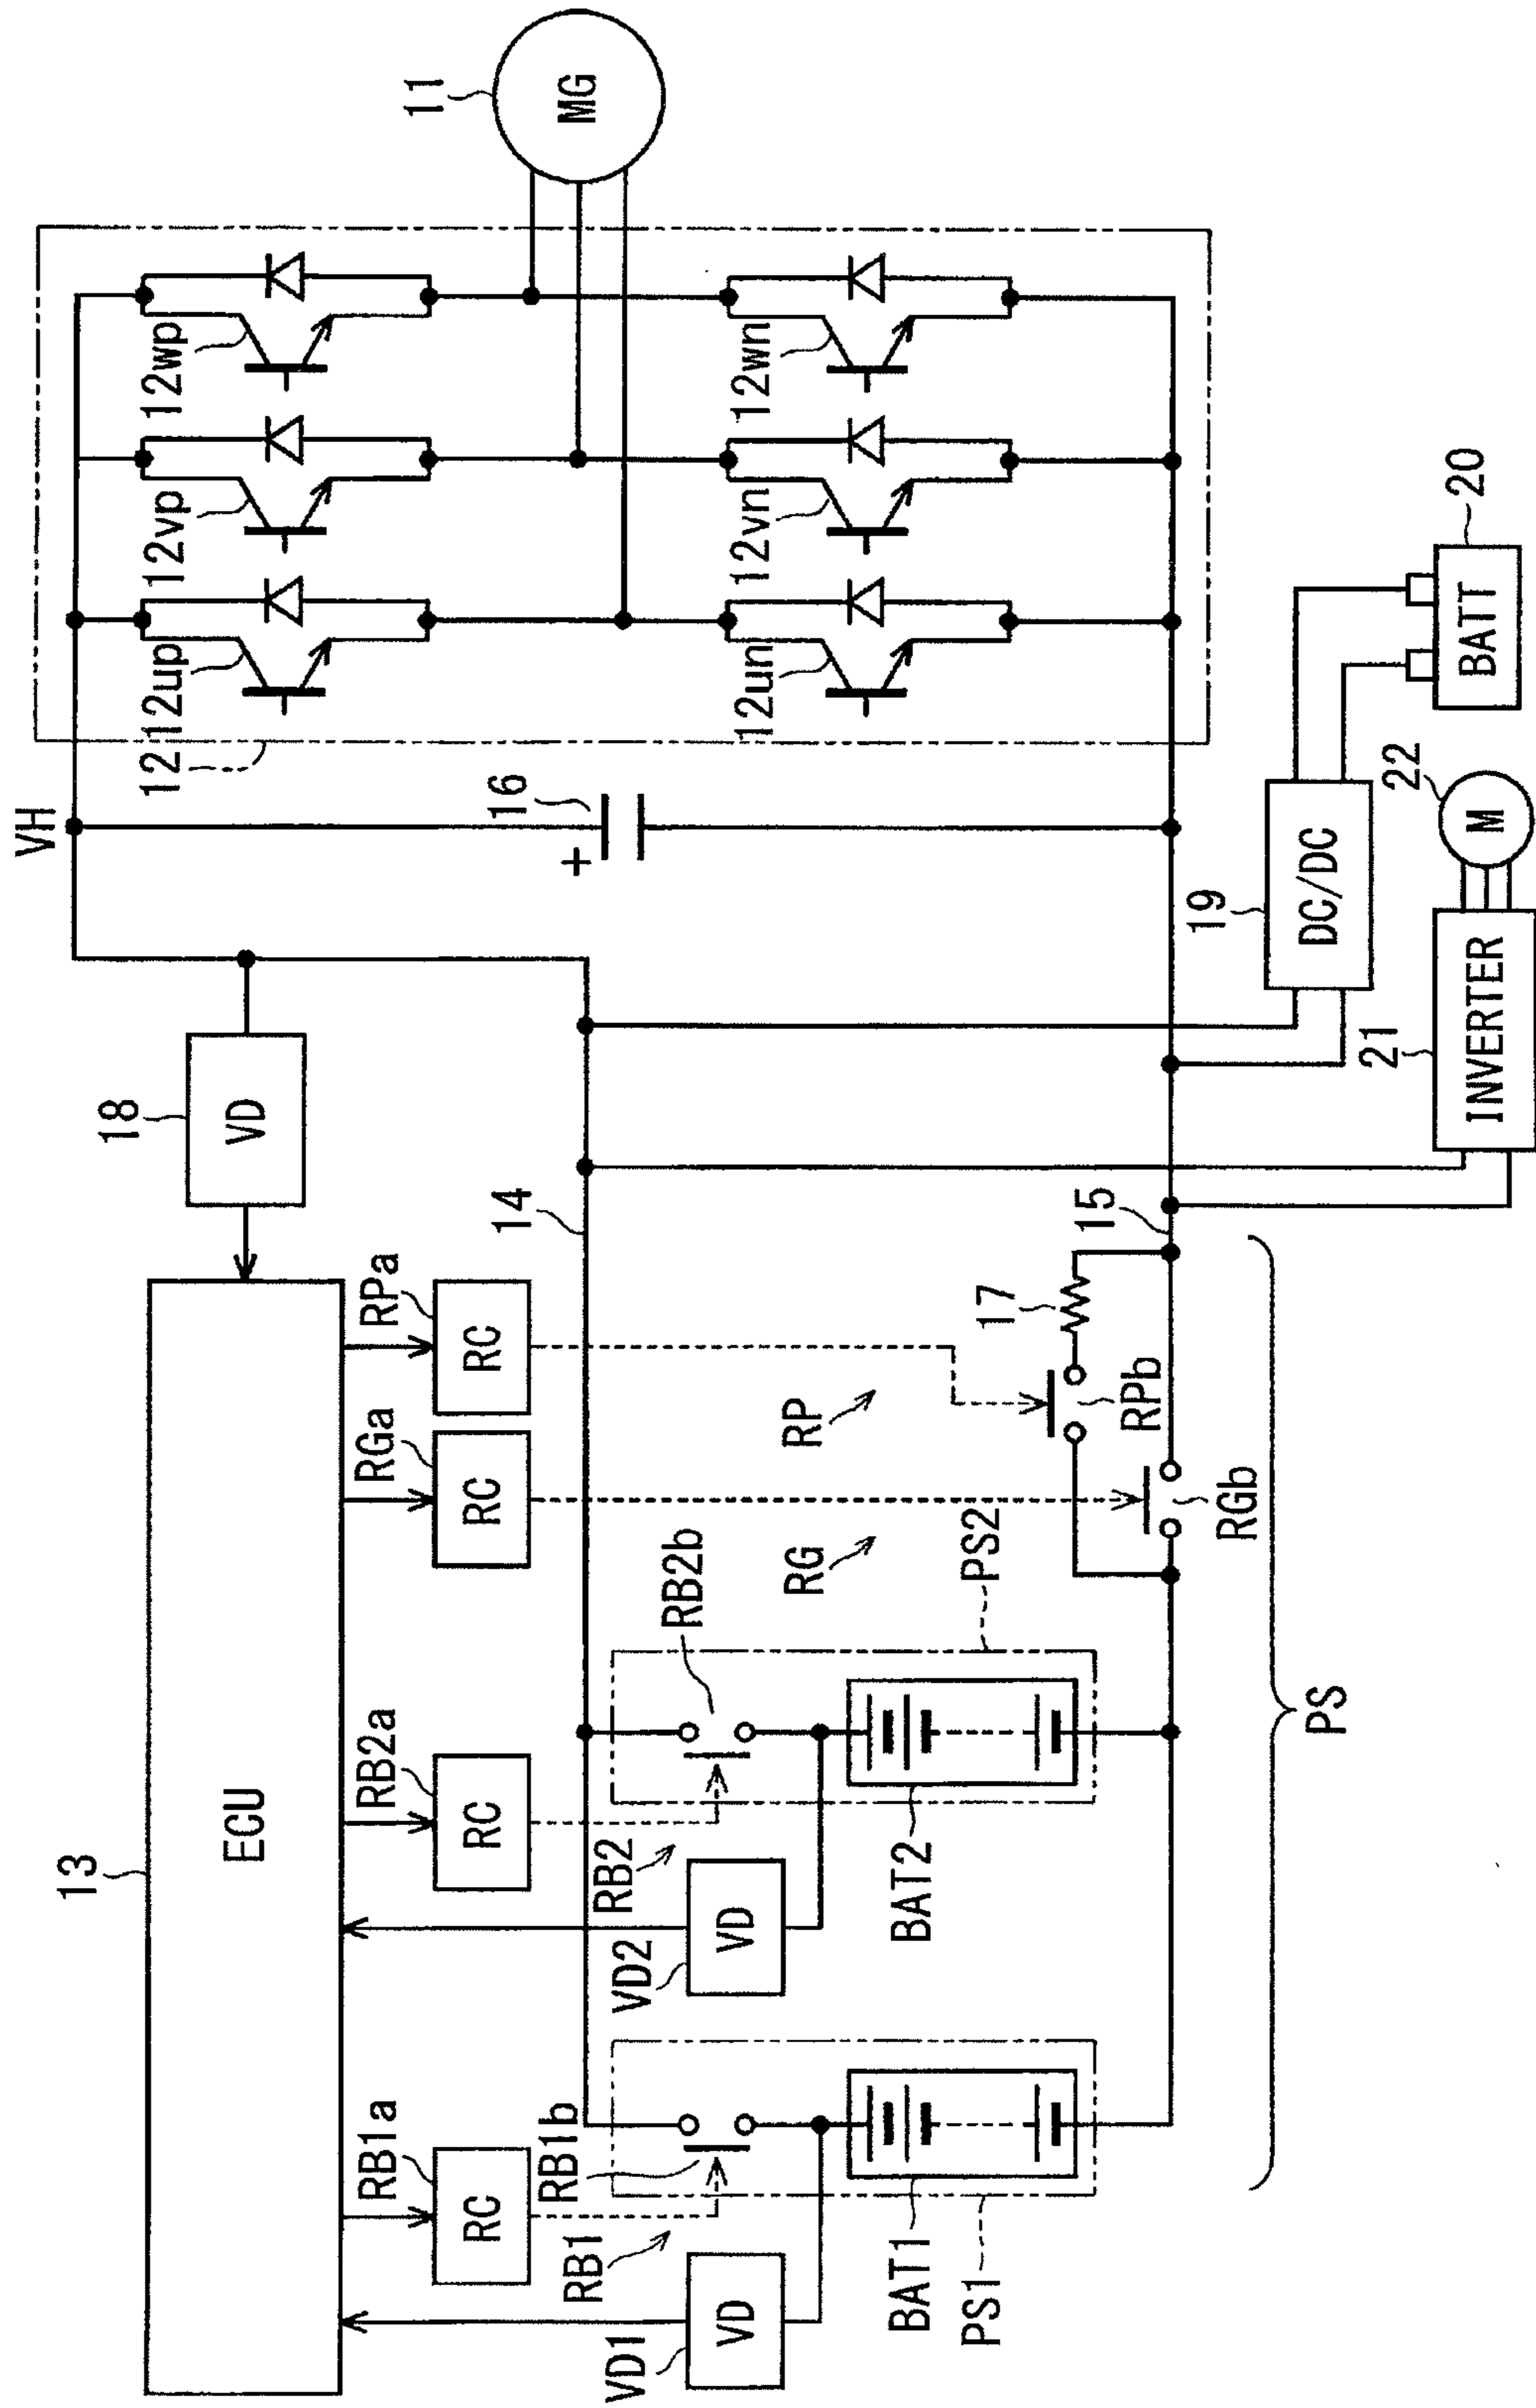 VH
11
MG
12
12up
12vp
12wp
12un
12vn
12wn
16
+
18
VD
13
ECU
RB1a
RC
RB2a
RC
RGa
RC
RPa
RC
14
RB1b
RB1
RB2b
RB2
RG
RP
VD1
VD
VD2
VD
BAT1
PS1
BAT2
PS2
17
RPb
RGb
15
PS
19
DC/DC
20
BATT
21
INVERTER
22
M